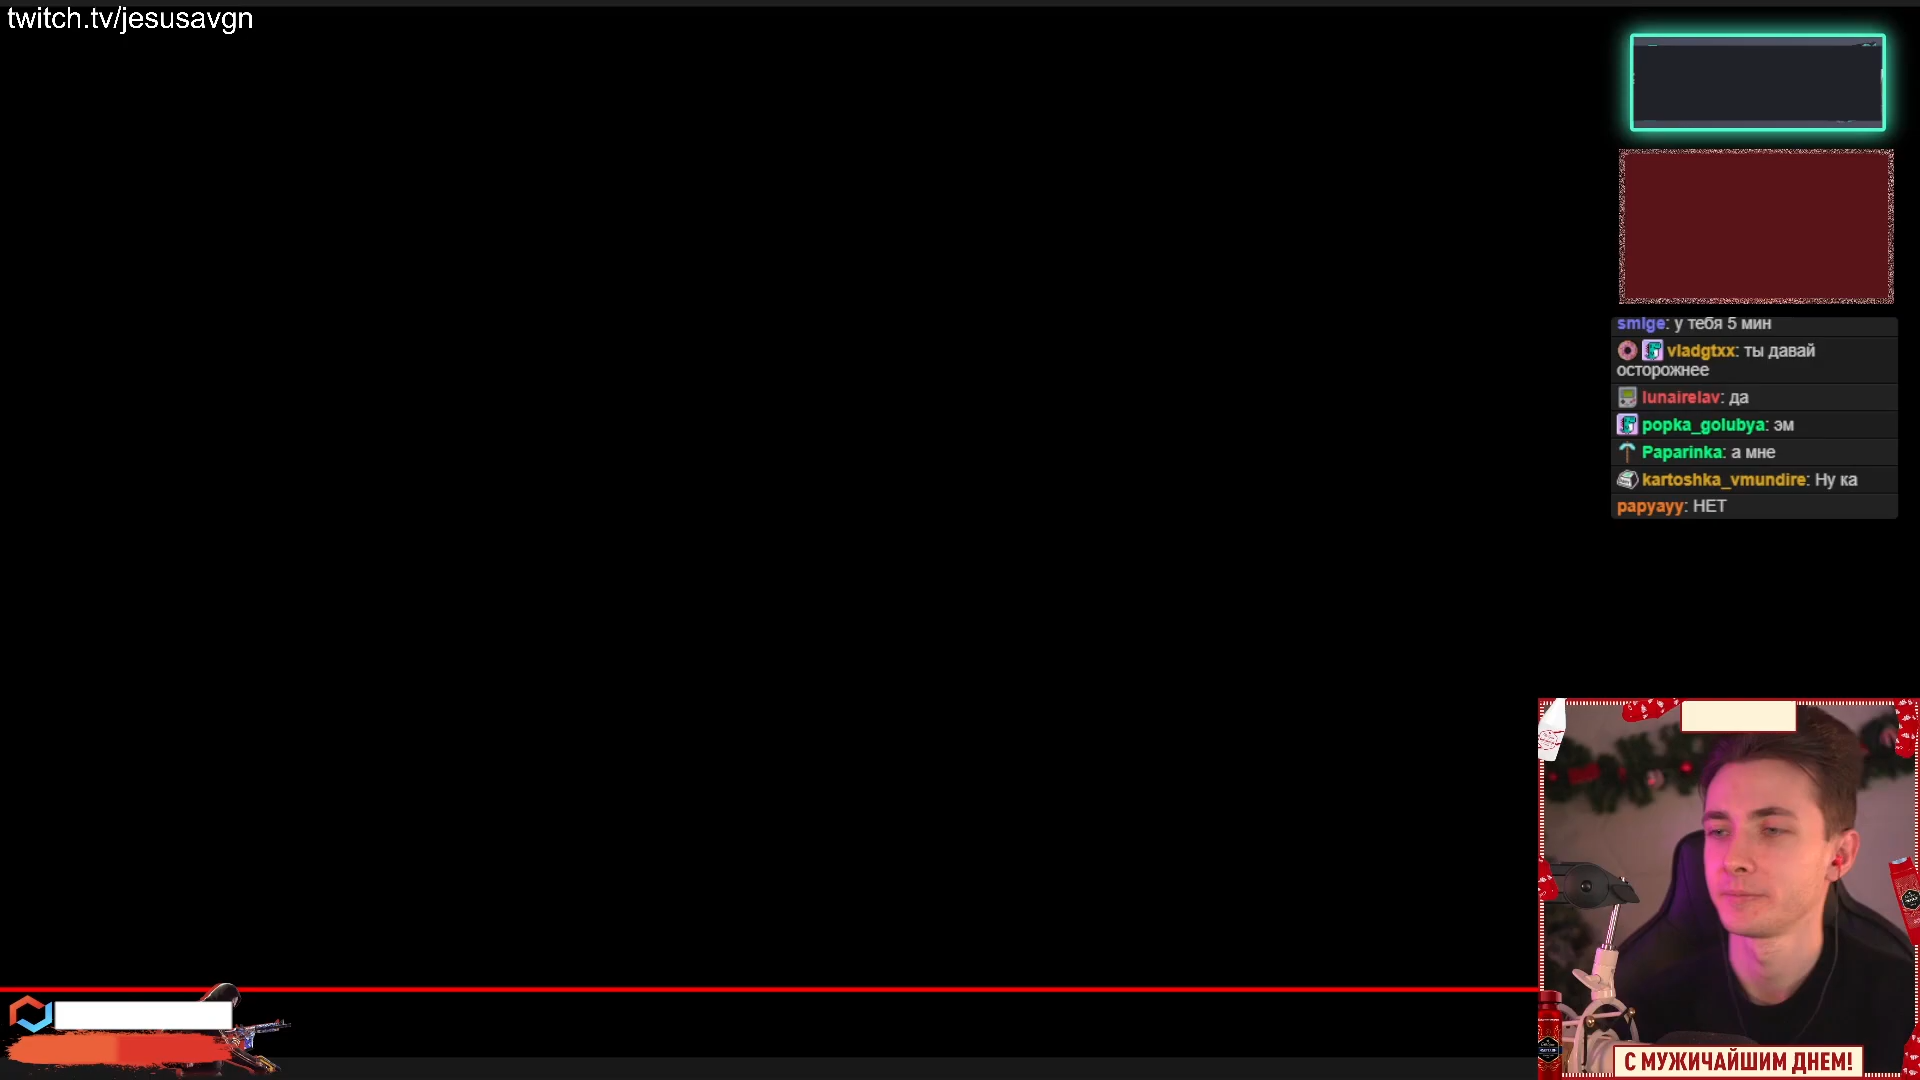 twitch.tv/jesusavgn
smlge: у тебя 5 мин
vladgtxx: ты давай
осторожнее
lunairelav: да
popka_golubya: эм
Paparinka: а мне
kartoshka_vmundire: Ну ка
papyayy: НЕТ
С МУЖИЧАЙШИМ ДНЕМ!